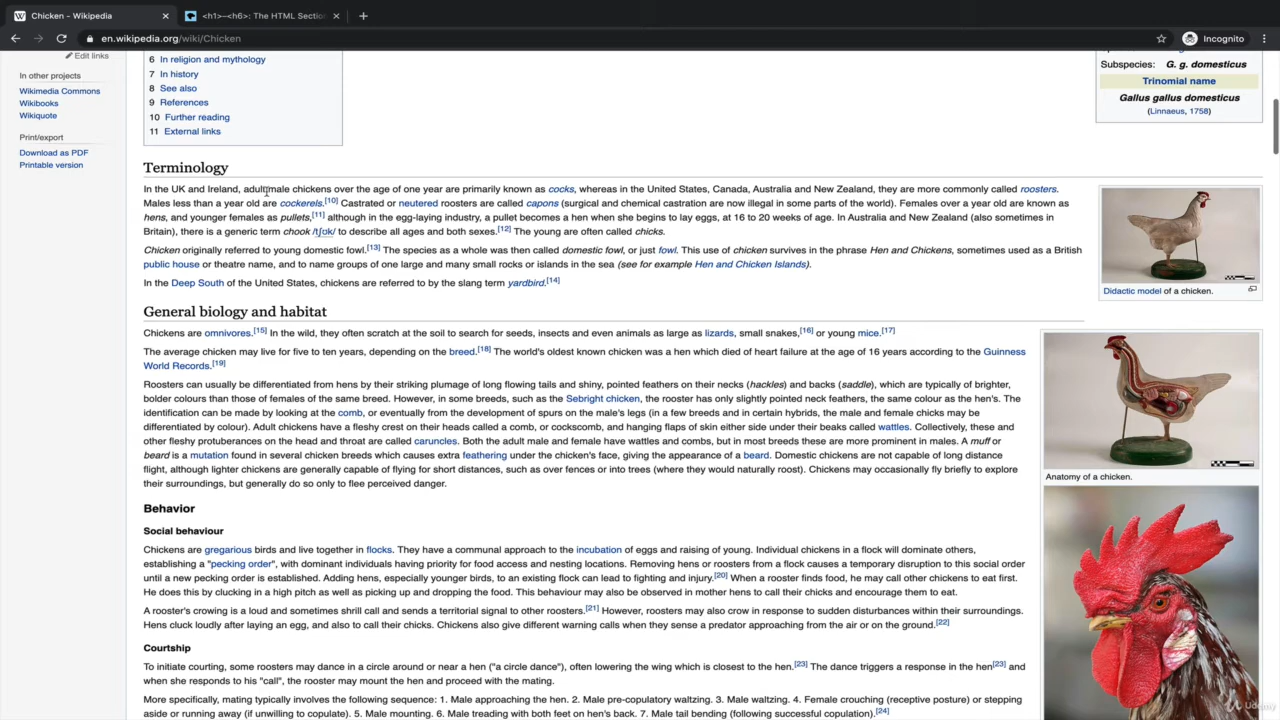 Chicken - Wikipedia
<h1>–<h6>: The HTML Section
en.wikipedia.org/wiki/Chicken
Incognito
Edit links
In other projects
Wikimedia Commons
Wikibooks
Wikiquote
Print/export
Download as PDF
Printable version
6 In religion and mythology
7 In history
8 See also
9 References
10 Further reading
11 External links
Subspecies: G. g. domesticus
Trinomial name
Gallus gallus domesticus
(Linnaeus, 1758)
Terminology
In the UK and Ireland, adult male chickens over the age of one year are primarily known as cocks, whereas in the United States, Canada, Australia and New Zealand, they are more commonly called roosters.
Males less than a year old are cockerels.[10] Castrated or neutered roosters are called capons (surgical and chemical castration are now illegal in some parts of the world). Females over a year old are known as
hens, and younger females as pullets,[11] although in the egg-laying industry, a pullet becomes a hen when she begins to lay eggs, at 16 to 20 weeks of age. In Australia and New Zealand (also sometimes in
Britain), there is a generic term chook /tʃʊk/ to describe all ages and both sexes.[12] The young are often called chicks.
Chicken originally referred to young domestic fowl.[13] The species as a whole was then called domestic fowl, or just fowl. This use of chicken survives in the phrase Hen and Chickens, sometimes used as a British
public house or theatre name, and to name groups of one large and many small rocks or islands in the sea (see for example Hen and Chicken Islands).
In the Deep South of the United States, chickens are referred to by the slang term yardbird.[14]
Didactic model of a chicken.
General biology and habitat
Chickens are omnivores.[15] In the wild, they often scratch at the soil to search for seeds, insects and even animals as large as lizards, small snakes,[16] or young mice.[17]
The average chicken may live for five to ten years, depending on the breed.[18] The world's oldest known chicken was a hen which died of heart failure at the age of 16 years according to the Guinness
World Records.[19]
Roosters can usually be differentiated from hens by their striking plumage of long flowing tails and shiny, pointed feathers on their necks (hackles) and backs (saddle), which are typically of brighter,
bolder colours than those of females of the same breed. However, in some breeds, such as the Sebright chicken, the rooster has only slightly pointed neck feathers, the same colour as the hen's. The
identification can be made by looking at the comb, or eventually from the development of spurs on the male's legs (in a few breeds and in certain hybrids, the male and female chicks may be
differentiated by colour). Adult chickens have a fleshy crest on their heads called a comb, or cockscomb, and hanging flaps of skin either side under their beaks called wattles. Collectively, these and
other fleshy protuberances on the head and throat are called caruncles. Both the adult male and female have wattles and combs, but in most breeds these are more prominent in males. A muff or
beard is a mutation found in several chicken breeds which causes extra feathering under the chicken's face, giving the appearance of a beard. Domestic chickens are not capable of long distance
flight, although lighter chickens are generally capable of flying for short distances, such as over fences or into trees (where they would naturally roost). Chickens may occasionally fly briefly to explore
their surroundings, but generally do so only to flee perceived danger.
Anatomy of a chicken.
Behavior
Social behaviour
Chickens are gregarious birds and live together in flocks. They have a communal approach to the incubation of eggs and raising of young. Individual chickens in a flock will dominate others,
establishing a "pecking order", with dominant individuals having priority for food access and nesting locations. Removing hens or roosters from a flock causes a temporary disruption to this social order
until a new pecking order is established. Adding hens, especially younger birds, to an existing flock can lead to fighting and injury.[20] When a rooster finds food, he may call other chickens to eat first.
He does this by clucking in a high pitch as well as picking up and dropping the food. This behaviour may also be observed in mother hens to call their chicks and encourage them to eat.
A rooster's crowing is a loud and sometimes shrill call and sends a territorial signal to other roosters.[21] However, roosters may also crow in response to sudden disturbances within their surroundings.
Hens cluck loudly after laying an egg, and also to call their chicks. Chickens also give different warning calls when they sense a predator approaching from the air or on the ground.[22]
Courtship
To initiate courting, some roosters may dance in a circle around or near a hen ("a circle dance"), often lowering the wing which is closest to the hen.[23] The dance triggers a response in the hen[23] and
when she responds to his "call", the rooster may mount the hen and proceed with the mating.
More specifically, mating typically involves the following sequence: 1. Male approaching the hen. 2. Male pre-copulatory waltzing. 3. Male waltzing. 4. Female crouching (receptive posture) or stepping
aside or running away (if unwilling to copulate). 5. Male mounting. 6. Male treading with both feet on hen's back. 7. Male tail bending (following successful copulation).[24]
Udemy